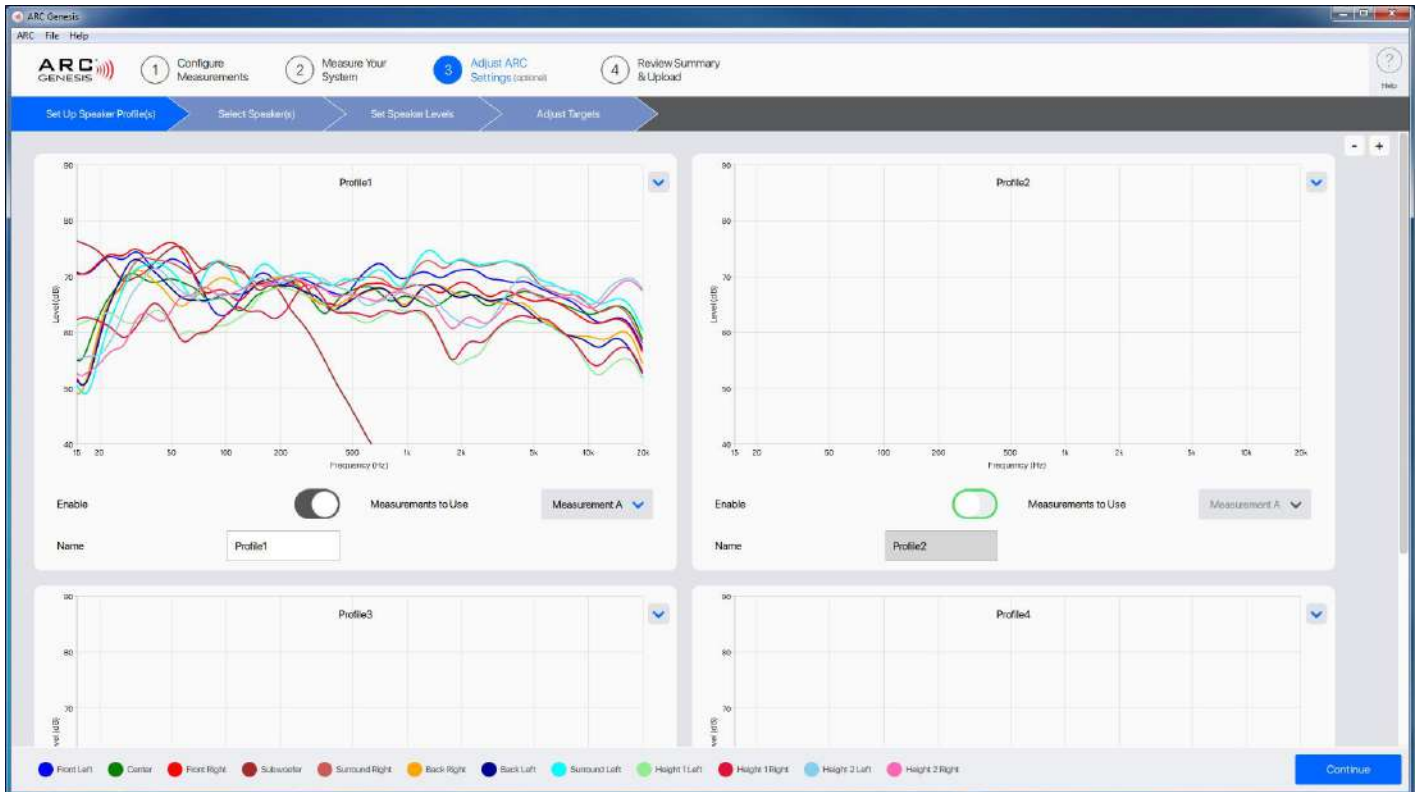 ARC Genesis
ARC File Help
ARC
GENESIS
1
Configure
Measurements
2
Measure Your
System
3
Adjust ARC
Settings (optional)
4
Review Summary
& Upload
?
Help
Set Up Speaker Profile(s)
Select Speaker(s)
Set Speaker Levels
Adjust Targets
- +
Profile1
90
80
70
60
50
40
Level (dB)
15 20 50 100 200 500 1k 2k 5k 10k 20k
Frequency (Hz)
Enable
Measurements to Use
Measurement A
Name
Profile1
Profile2
90
80
70
60
50
40
Level (dB)
15 20 50 100 200 500 1k 2k 5k 10k 20k
Frequency (Hz)
Enable
Measurements to Use
Measurement A
Name
Profile2
Profile3
90
80
70
vel (dB)
Profile4
90
80
70
vel (dB)
Front Left Center Front Right Subwoofer Surround Right Back Right Back Left Surround Left Height 1 Left Height 1 Right Height 2 Left Height 2 Right
Continue